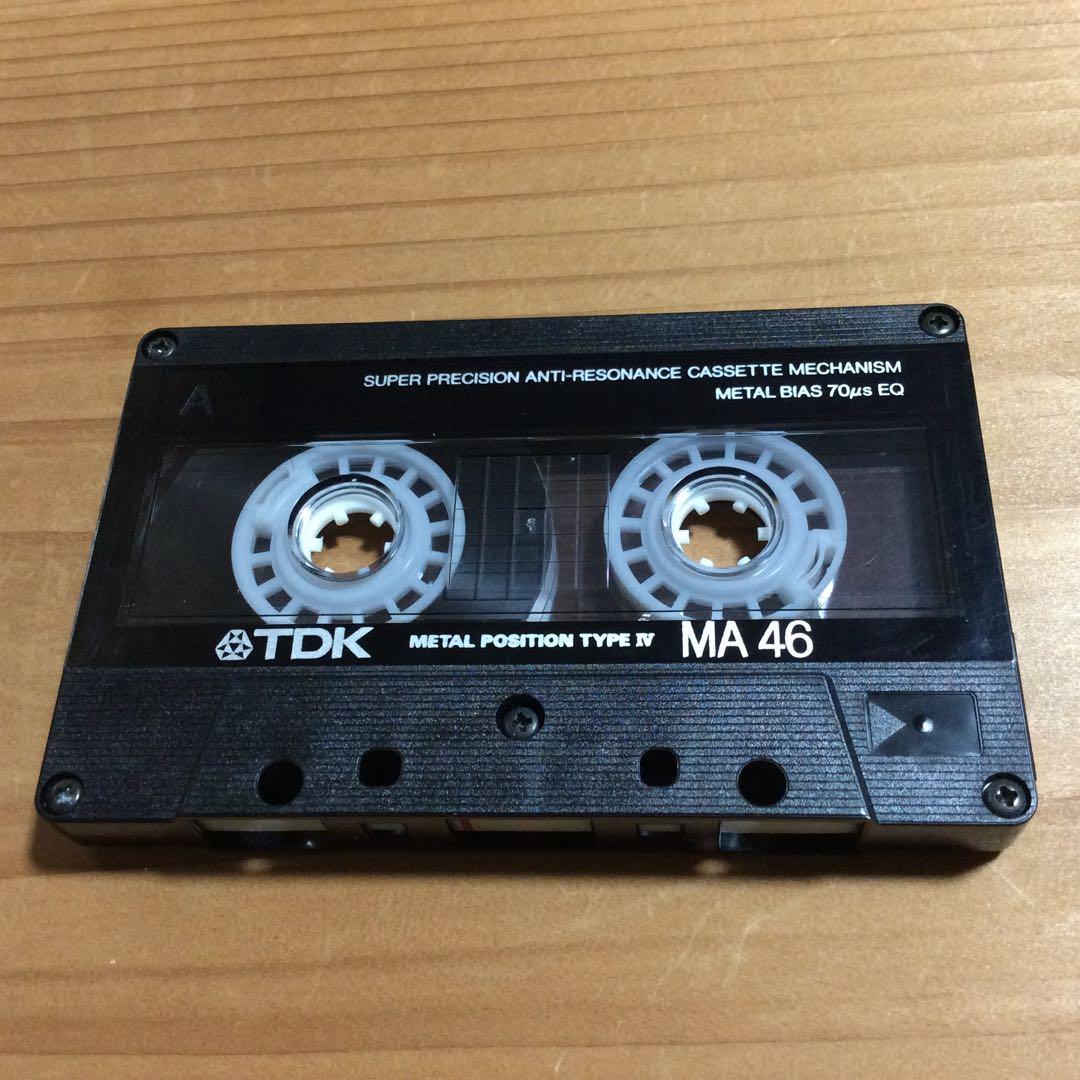 SUPER PRECISION ANTI-RESONANCE CASSETTE MECHANISM
METAL BIAS 70µs EQ
A
TDK METAL POSITION TYPE IV MA 46